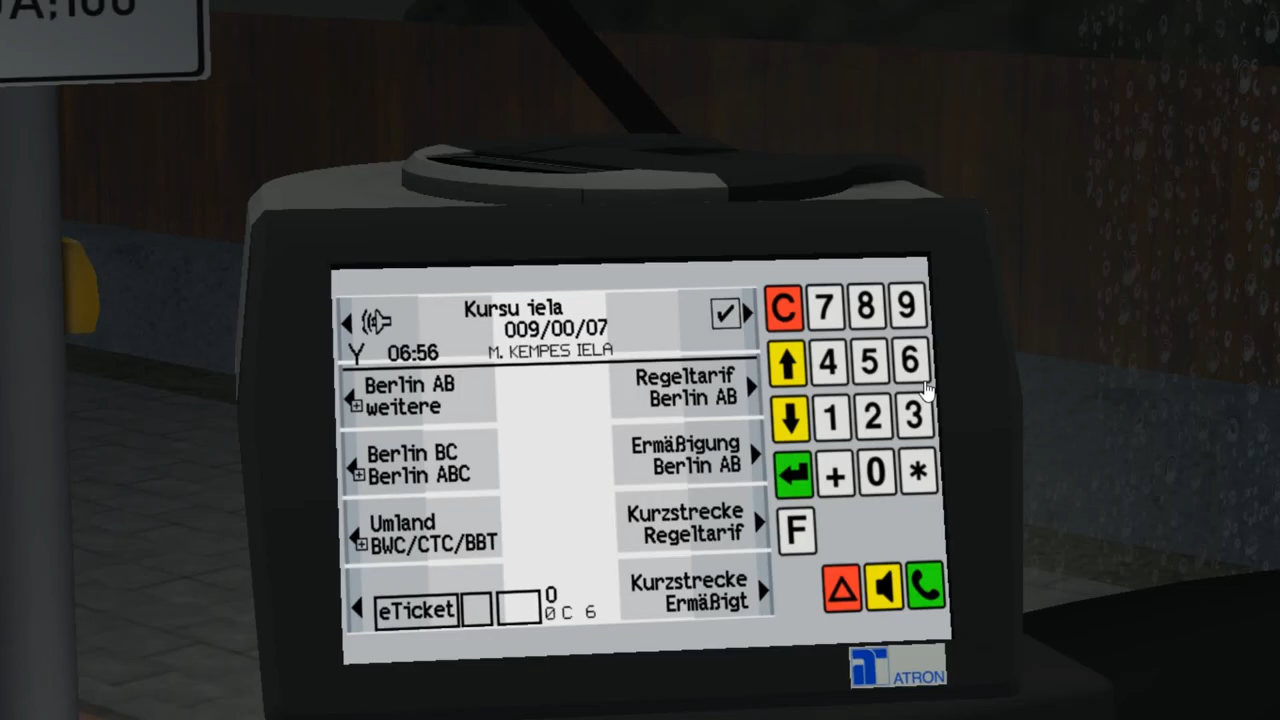 Kursu iela
009/00/07
Y 06:56 M. KEMPES IELA
Berlin AB
weitere
Regeltarif
Berlin AB
Berlin BC
Berlin ABC
Ermäßigung
Berlin AB
Umland
BWC/CTC/BBT
Kurzstrecke
Regeltarif
eTicket
0
0 C 6
Kurzstrecke
Ermäßigt
C 7 8 9
4 5 6
1 2 3
+ 0 *
F
ATRON